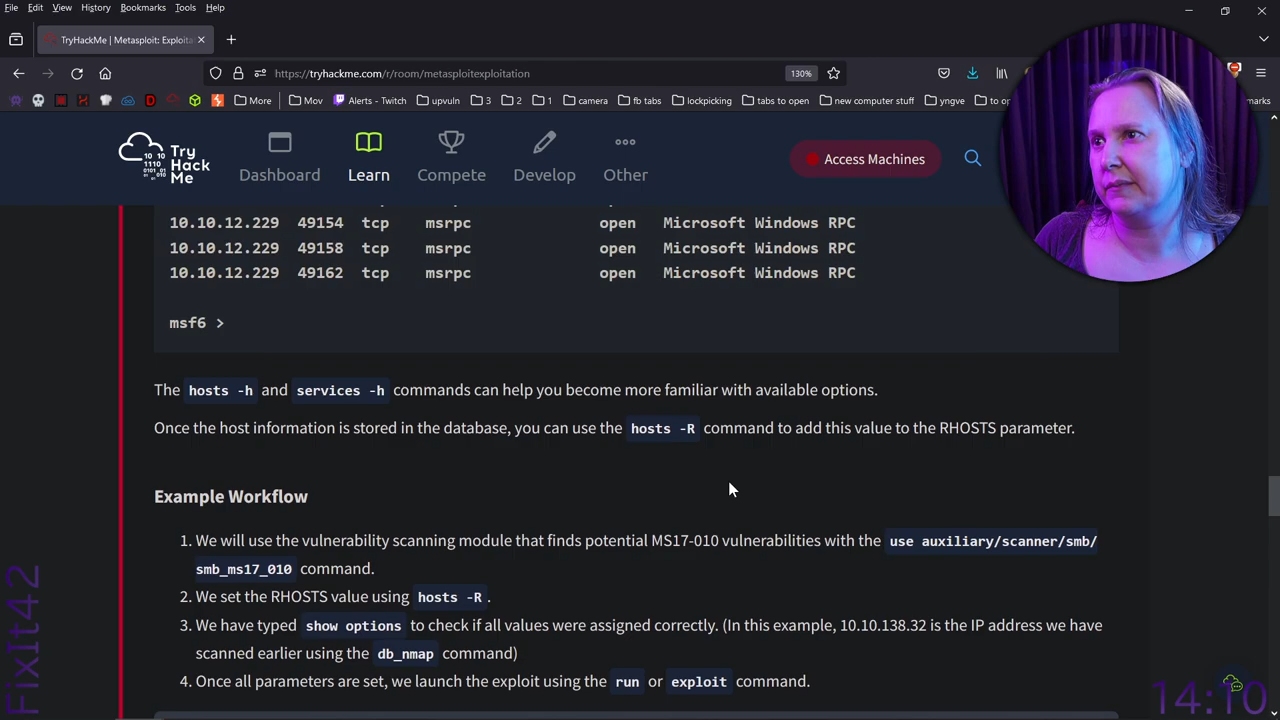 File Edit View History Bookmarks Tools Help
TryHackMe | Metasploit: Exploita
https://tryhackme.com/r/room/metasploitexploitation 130%
More Mov Alerts - Twitch upvuln 3 2 1 camera fb tabs lockpicking tabs to open new computer stuff yngve
Try Hack Me
Dashboard Learn Compete Develop Other
Access Machines
10.10.12.229 49154 tcp msrpc open Microsoft Windows RPC
10.10.12.229 49158 tcp msrpc open Microsoft Windows RPC
10.10.12.229 49162 tcp msrpc open Microsoft Windows RPC
msf6 >
The hosts -h and services -h commands can help you become more familiar with available options.
Once the host information is stored in the database, you can use the hosts -R command to add this value to the RHOSTS parameter.
Example Workflow
1. We will use the vulnerability scanning module that finds potential MS17-010 vulnerabilities with the use auxiliary/scanner/smb/
smb_ms17_010 command.
2. We set the RHOSTS value using hosts -R .
3. We have typed show options to check if all values were assigned correctly. (In this example, 10.10.138.32 is the IP address we have
scanned earlier using the db_nmap command)
4. Once all parameters are set, we launch the exploit using the run or exploit command.
FixIt42
14:10